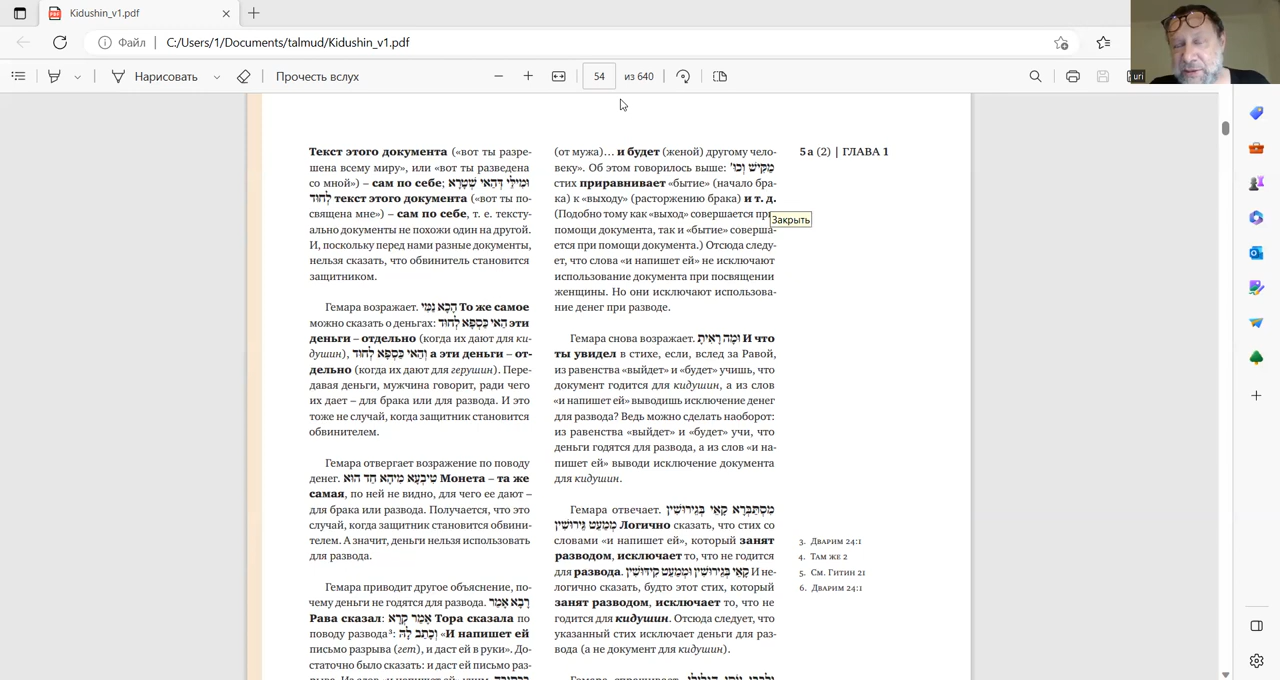 Kidushin_v1.pdf
Файл
C:/Users/1/Documents/talmud/Kidushin_v1.pdf
Нарисовать
Прочесть вслух
54
из 640
uri
Текст этого документа («вот ты разре-
шена всему миру», или «вот ты разведена
со мной») – сам по себе; וּמִילֵּי דְּהַאי שְׁטָרָא
לְחוּד текст этого документа («вот ты по-
священа мне») – сам по себе, т. е. тексту-
ально документы не похожи один на другой.
И, поскольку перед нами разные документы,
нельзя сказать, что обвинитель становится
защитником.
Гемара возражает. הָכָא נַמֵּי То же самое
можно сказать о деньгах: הַאי כַּסְפָּא לְחוּד эти
деньги – отдельно (когда их дают для ки-
душин), וְהַאי כַּסְפָּא לְחוּד а эти деньги – от-
дельно (когда их дают для герушин). Пере-
давая деньги, мужчина говорит, ради чего
их дает – для брака или для развода. И это
тоже не случай, когда защитник становится
обвинителем.
Гемара отвергает возражение по поводу
денег. טִיבְעָא מִיהָא חַד הוּא Монета – та же
самая, по ней не видно, для чего ее дают –
для брака или развода. Получается, что это
случай, когда защитник становится обвини-
телем. А значит, деньги нельзя использовать
для развода.
Гемара приводит другое объяснение, по-
чему деньги не годятся для развода. רָבָא אָמַר
Рава сказал: אָמַר קְרָא Тора сказала по
поводу развода³: וְכָתַב לָהּ «И напишет ей
письмо разрыва (гет), и даст ей в руки». До-
статочно было сказать: и даст ей письмо раз-
(от мужа)… и будет (женой) другому чело-
веку». Об этом говорилось выше: מַקִּישׁ וְכוּ'
стих приравнивает «бытие» (начало бра-
ка) к «выходу» (расторжению брака) и т. д.
(Подобно тому как «выход» совершается при
помощи документа, так и «бытие» соверша-
ется при помощи документа.) Отсюда следу-
ет, что слова «и напишет ей» не исключают
использование документа при посвящении
женщины. Но они исключают использова-
ние денег при разводе.
Гемара снова возражает. וּמָה רָאִיתָ И что
ты увидел в стихе, если, вслед за Равой,
из равенства «выйдет» и «будет» учишь, что
документ годится для кидушин, а из слов
«и напишет ей» выводишь исключение денег
для развода? Ведь можно сделать наоборот:
из равенства «выйдет» и «будет» учи, что
деньги годятся для развода, а из слов «и на-
пишет ей» выводи исключение документа
для кидушин.
Гемара отвечает. מִסְתַּבְּרָא קָאֵי בְּגֵירוּשִׁין
מְמַעֵט גֵּירוּשִׁין Логично сказать, что стих со
словами «и напишет ей», который занят
разводом, исключает то, что не годится
для развода. קָאֵי בְּגֵירוּשִׁין וּמְמַעֵט קִידּוּשִׁין И не-
логично сказать, будто этот стих, который
занят разводом, исключает то, что не
годится для кидушин. Отсюда следует, что
указанный стих исключает деньги для раз-
вода (а не документ для кидушин).
5а (2) | ГЛАВА 1
Закрыть
3. Дварим 24:1
4. Там же 2
5. См. Гитин 21
6. Дварим 24:1